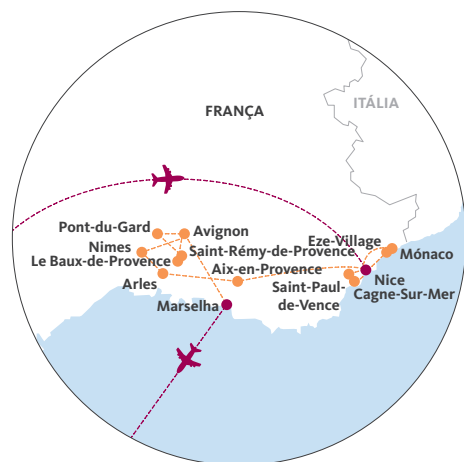 ITÁLIA
FRANÇA
Pont-du-Gard
Avignon
Nimes
Saint-Rémy-de-Provence
Eze-Village
Mónaco
Le Baux-de-Provence
Aix-en-Provence
Arles
Saint-Paul-
de-Vence
Nice
Cagne-Sur-Mer
Marselha